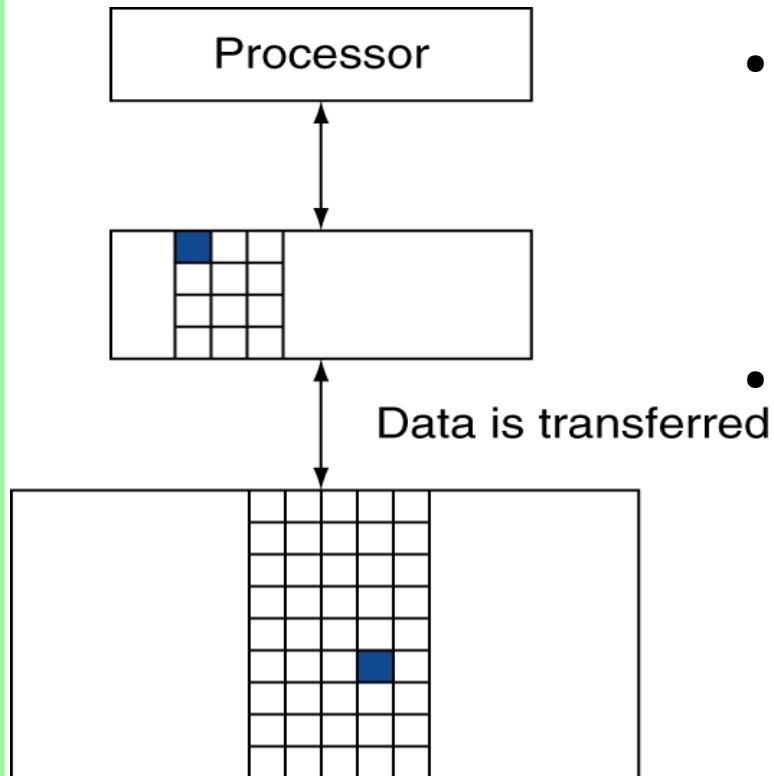 Processor
•
•
Data is transferred